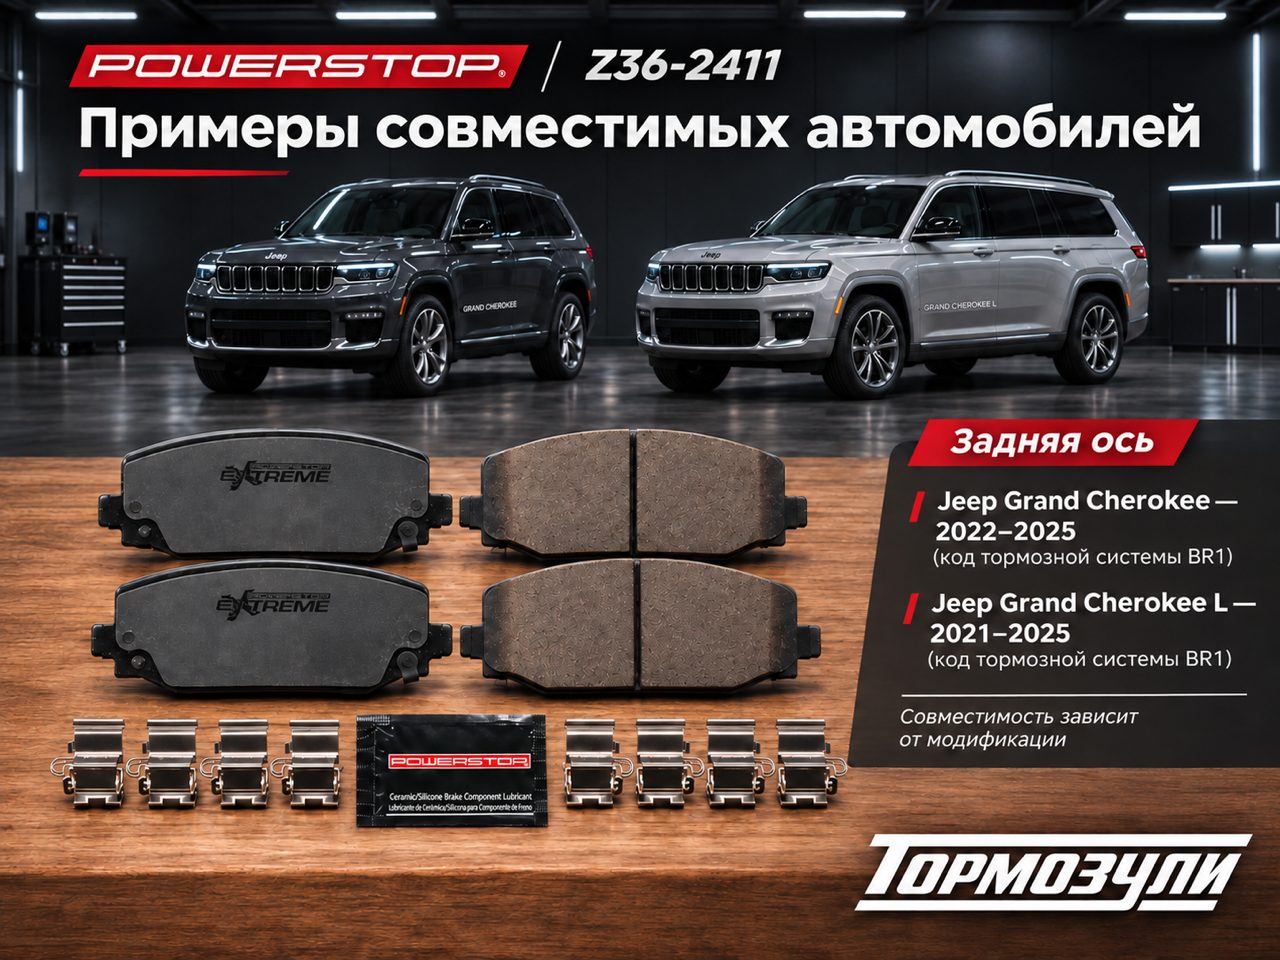 POWERSTOP® / Z36-2411
Примеры совместимых автомобилей
Jeep
GRAND CHEROKEE
Jeep
GRAND CHEROKEE L
POWERSTOP
EXTREME
POWERSTOP
EXTREME
Задняя ось
Jeep Grand Cherokee —
2022–2025
(код тормозной системы BR1)
Jeep Grand Cherokee L —
2021–2025
(код тормозной системы BR1)
Совместимость зависит
от модификации
POWERSTOP
Ceramic/Silicone Brake Component Lubricant
Lubricante de Cerámica/Silicona para Componente de Freno
ТОРМОЗУЛИ